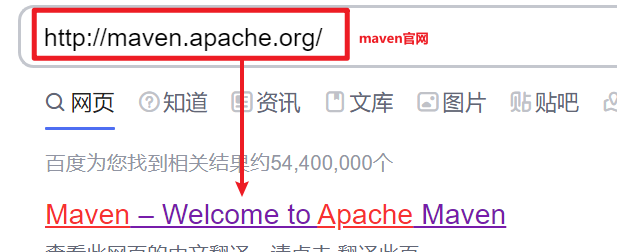 http://maven.apache.org/ maven官网
网页 知道 资讯 文库 图片 贴 贴吧
百度为您找到相关结果约54,400,000个
Maven – Welcome to Apache Maven